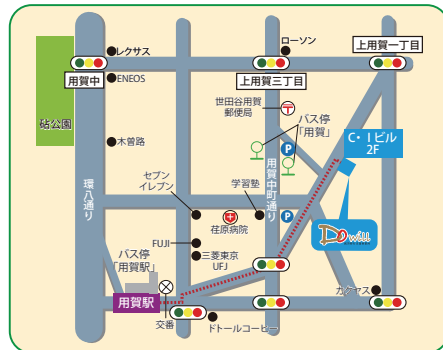 レクサス
ローソン
上用賀一丁目
用賀中
ENEOS
上用賀三丁目
世田谷用賀
郵便局
バス停
「用賀」
砧公園
C・Iビル
2F
木曽路
環八通り
用賀中町通り
セブン
イレブン
学習塾
荏原病院
Do will
バス停
「用賀駅」
FUJI
三菱東京
UFJ
カクヤス
用賀駅
交番
ドトールコーヒー
P
P